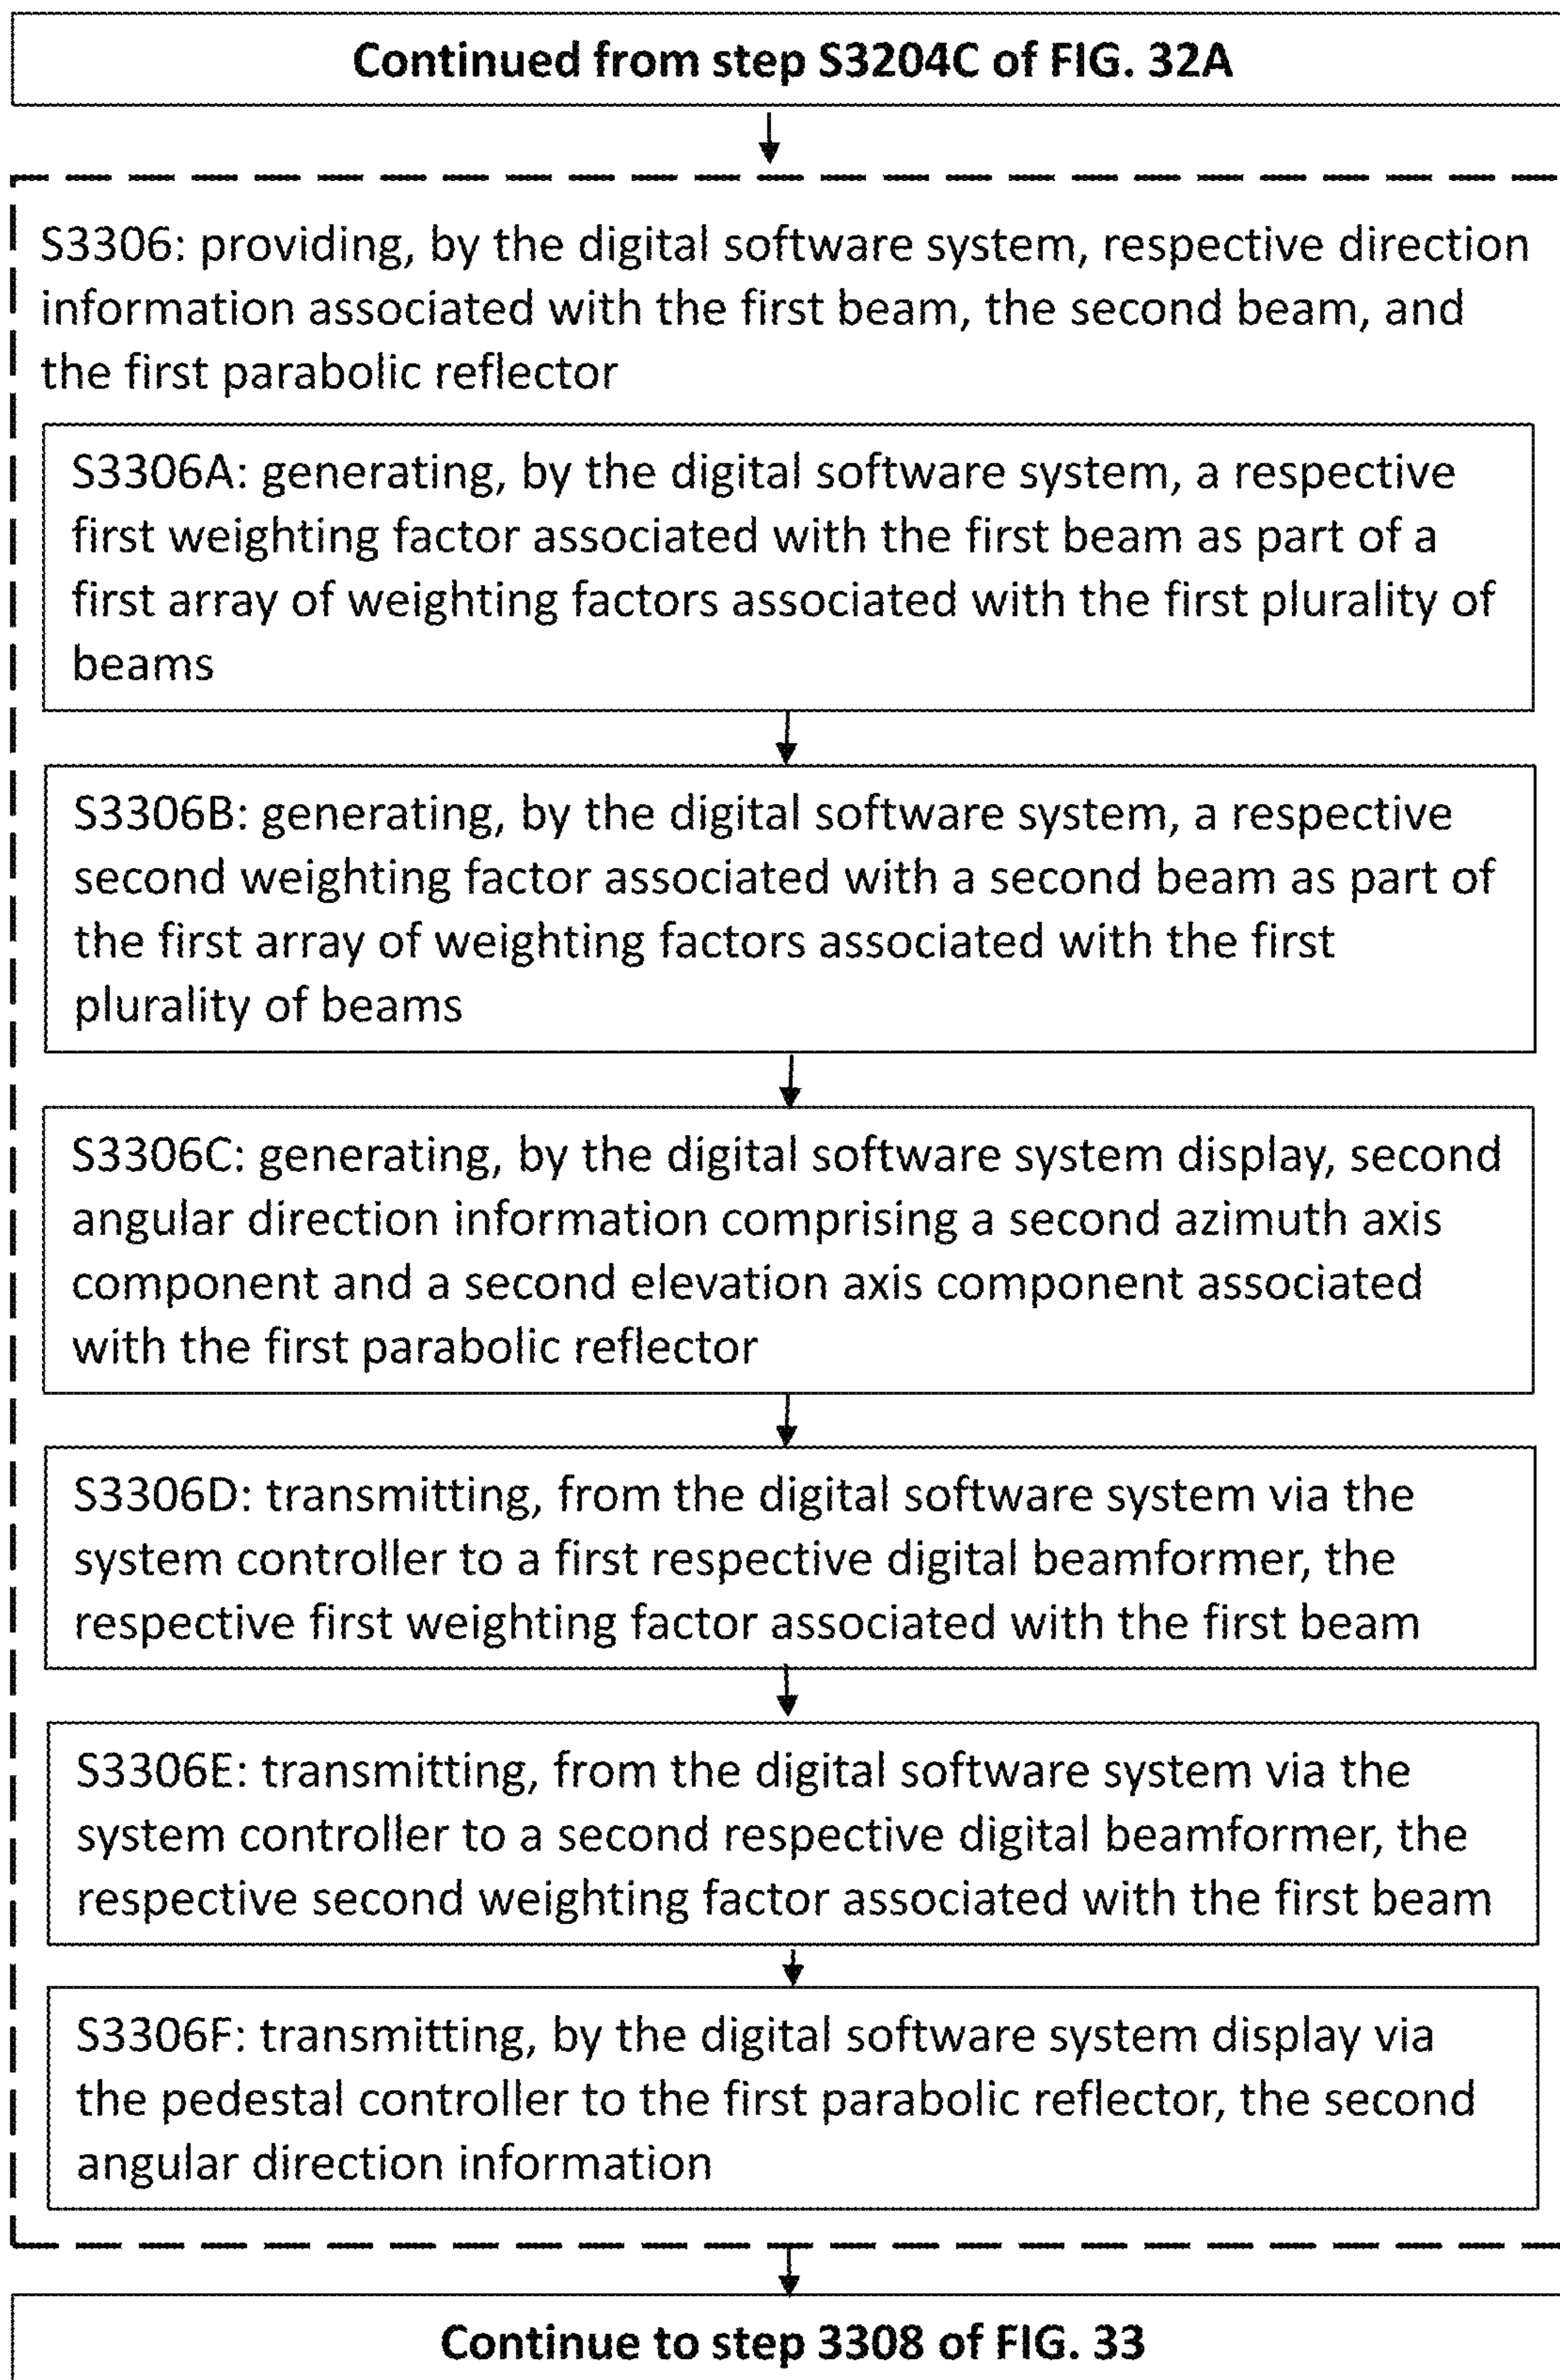 Continued from step S3204C of FIG. 32A
S3306: providing, by the digital software system, respective direction
information associated with the first beam, the second beam, and
the first parabolic reflector
S3306A: generating, by the digital software system, a respective
first weighting factor associated with the first beam as part of a
first array of weighting factors associated with the first plurality of
beams
S3306B: generating, by the digital software system, a respective
second weighting factor associated with a second beam as part of
the first array of weighting factors associated with the first
plurality of beams
S3306C: generating, by the digital software system display, second
angular direction information comprising a second azimuth axis
component and a second elevation axis component associated
with the first parabolic reflector
S3306D: transmitting, from the digital software system via the
system controller to a first respective digital beamformer, the
respective first weighting factor associated with the first beam
S3306E: transmitting, from the digital software system via the
system controller to a second respective digital beamformer, the
respective second weighting factor associated with the first beam
S3306F: transmitting, by the digital software system display via
the pedestal controller to the first parabolic reflector, the second
angular direction information
Continue to step 3308 of FIG. 33